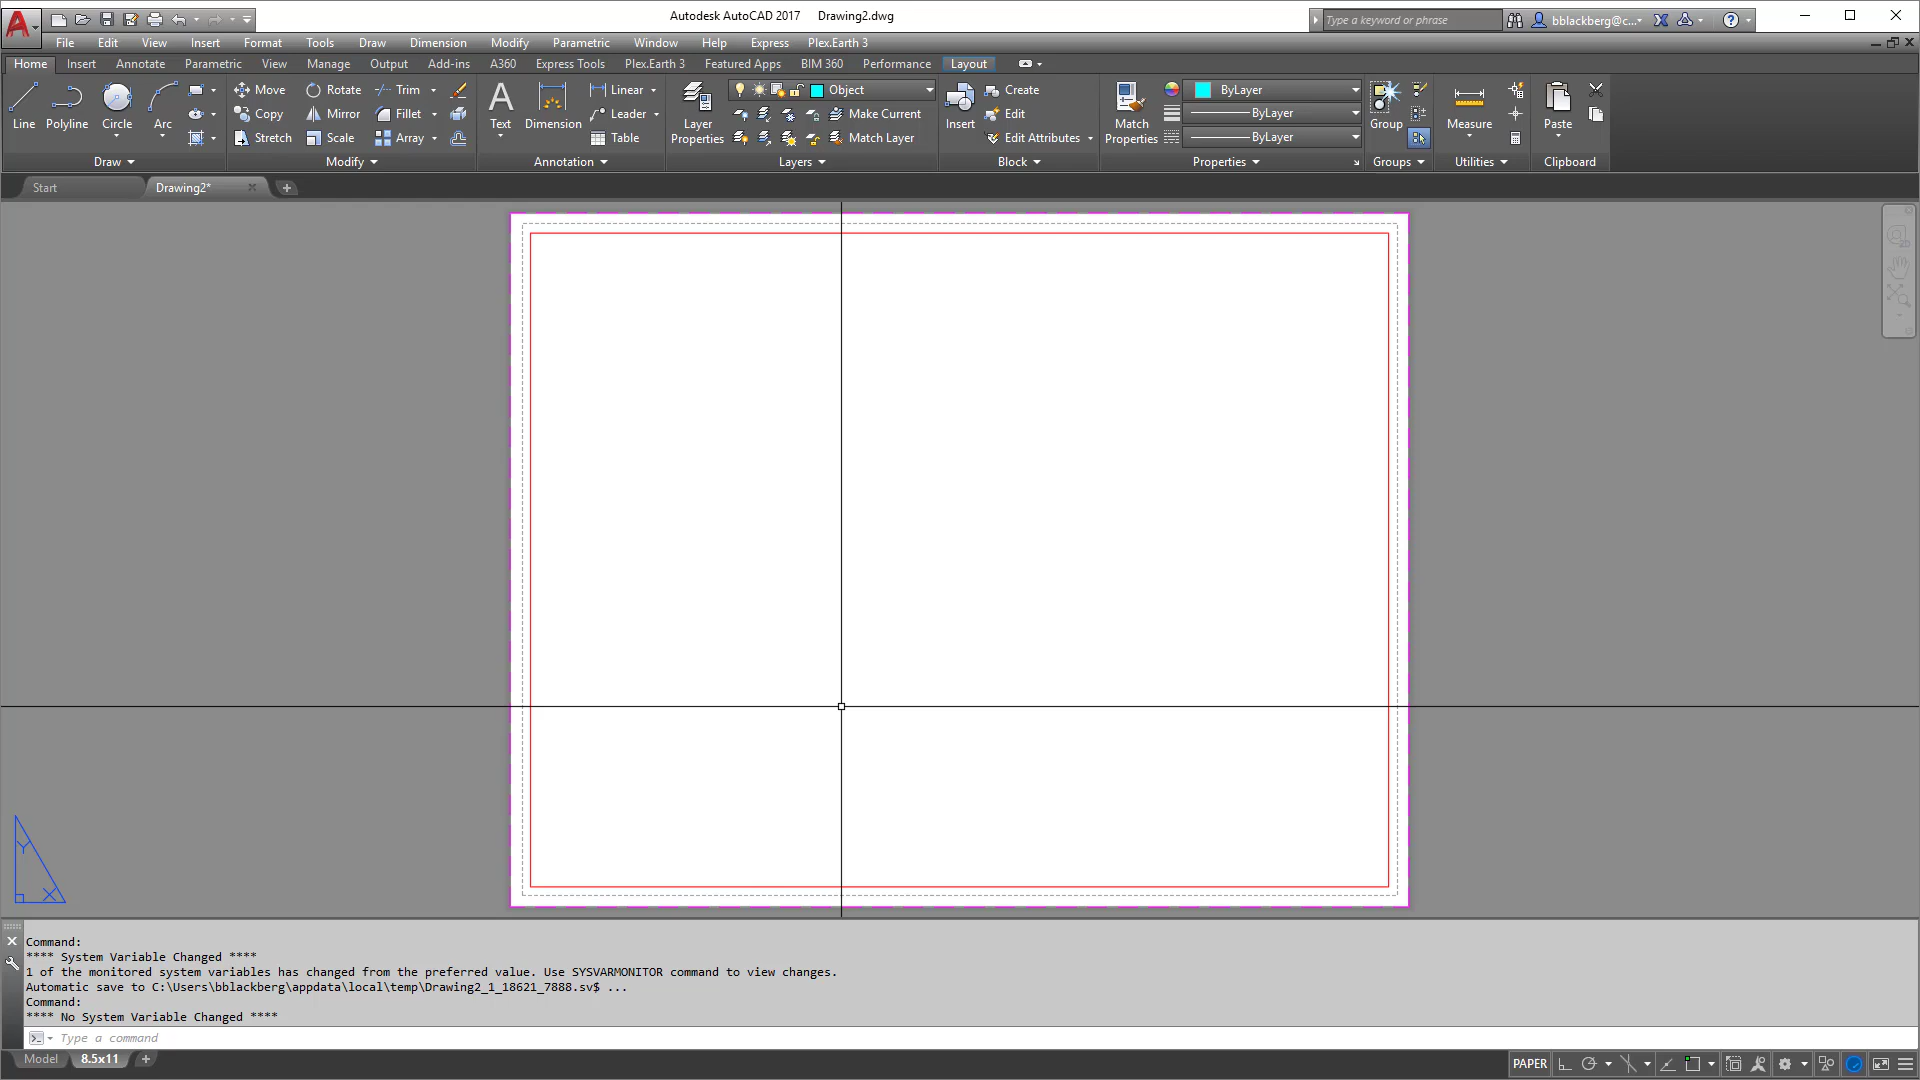 Autodesk AutoCAD 2017 Drawing2.dwg
Type a keyword or phrase
bblackberg@c...
File Edit View Insert Format Tools Draw Dimension Modify Parametric Window Help Express Plex.Earth 3
Home Insert Annotate Parametric View Manage Output Add-ins A360 Express Tools Plex.Earth 3 Featured Apps BIM 360 Performance Layout
Line Polyline Circle Arc
Draw
Move Rotate Trim
Copy Mirror Fillet
Stretch Scale Array
Modify
Text Dimension
Linear
Leader
Table
Annotation
Layer Properties
Object
Make Current
Match Layer
Layers
Insert
Create
Edit
Edit Attributes
Block
Match Properties
ByLayer
ByLayer
ByLayer
Properties
Group
Groups
Measure
Utilities
Paste
Clipboard
Start Drawing2*
Y
X
Command:
**** System Variable Changed ****
1 of the monitored system variables has changed from the preferred value. Use SYSVARMONITOR command to view changes.
Automatic save to C:\Users\bblackberg\appdata\local\temp\Drawing2_1_18621_7888.sv$ ...
Command:
**** No System Variable Changed ****
Type a command
Model 8.5x11
PAPER